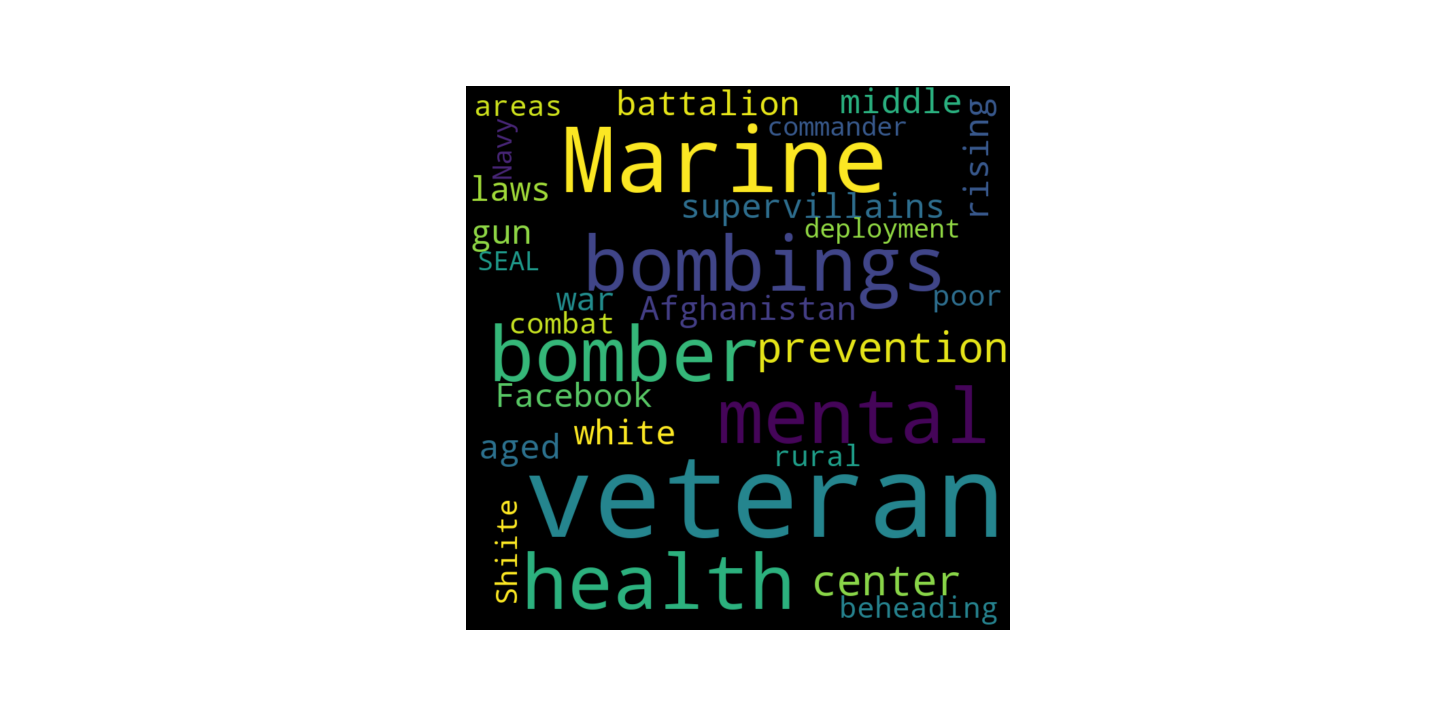 areas
battalion
middle
rising
Navy
commander
Marine
laws
supervillains
gun
deployment
SEAL
bombings
war
Afghanistan
poor
combat
bomber
prevention
Facebook
mental
white
aged
rural
veteran
Shiite
health
center
beheading